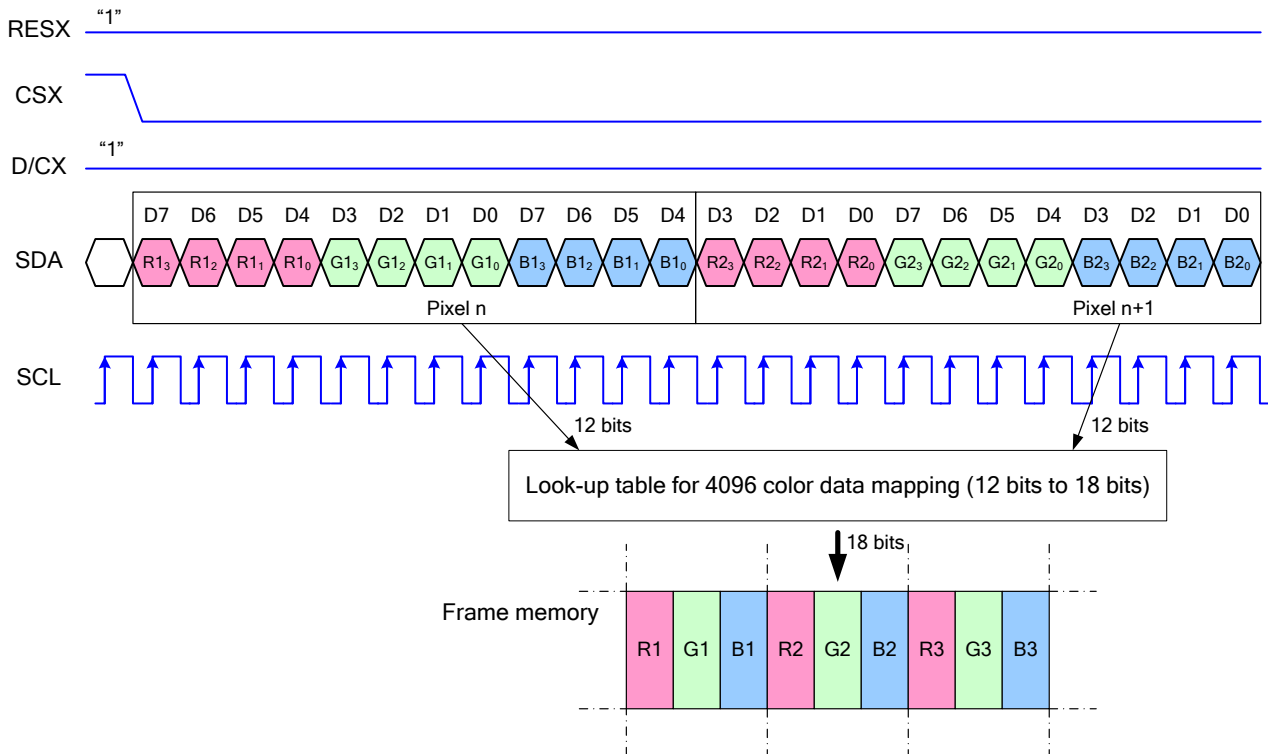 RESX “1”
CSX
D/CX “1”
D7 D6 D5 D4 D3 D2 D1 D0 D7 D6 D5 D4 D3 D2 D1 D0 D7 D6 D5 D4 D3 D2 D1 D0
SDA R1₃ R1₂ R1₁ R1₀ G1₃ G1₂ G1₁ G1₀ B1₃ B1₂ B1₁ B1₀ R2₃ R2₂ R2₁ R2₀ G2₃ G2₂ G2₁ G2₀ B2₃ B2₂ B2₁ B2₀
Pixel n Pixel n+1
SCL
12 bits 12 bits
Look-up table for 4096 color data mapping (12 bits to 18 bits)
18 bits
Frame memory
R1 G1 B1 R2 G2 B2 R3 G3 B3